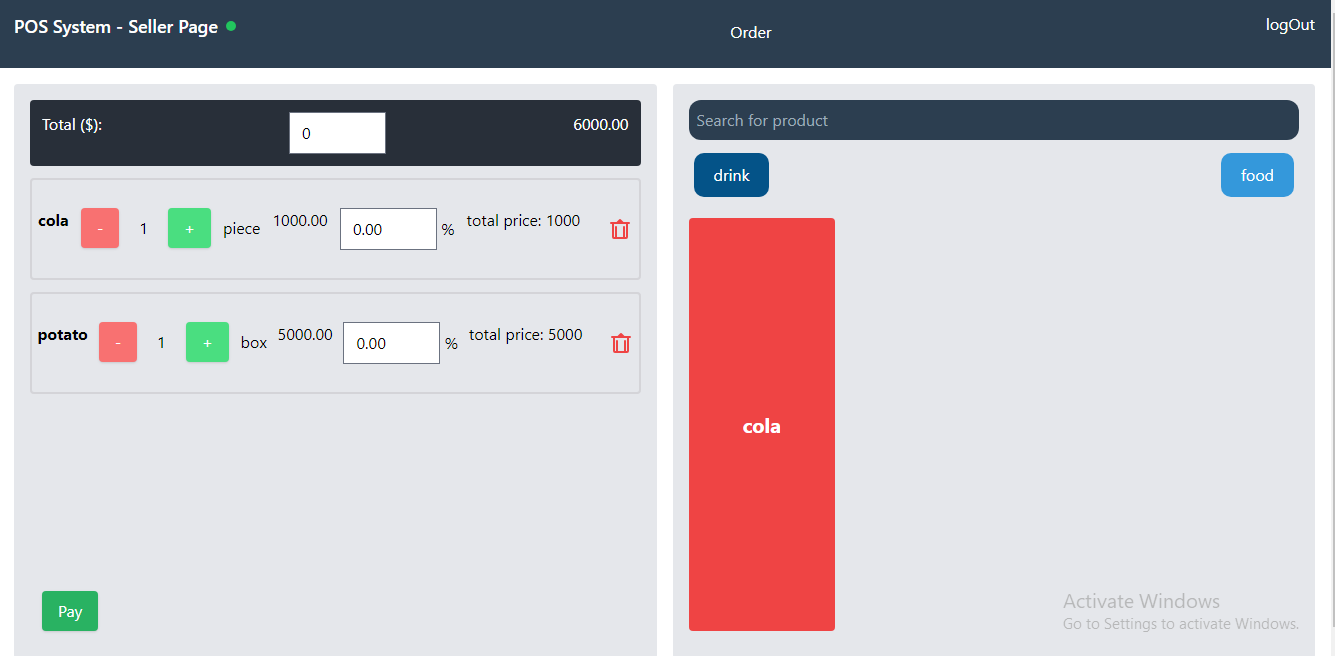 POS System - Seller Page
Order
logOut
Total ($):
0
6000.00
cola - 1 + piece 1000.00 0.00 % total price: 1000
potato - 1 + box 5000.00 0.00 % total price: 5000
Pay
Search for product
drink
food
cola
Activate Windows
Go to Settings to activate Windows.